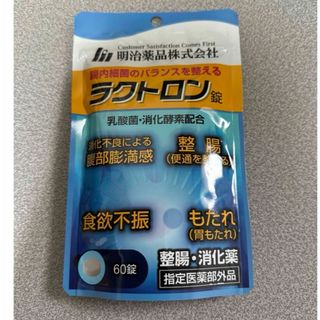 Customer Satisfaction Comes First
明治薬品株式会社
腸内細菌のバランスを整える
ラクトロン錠
乳酸菌・消化酵素配合
消化不良による
腹部膨満感
整腸
(便通を整える)
食欲不振
もたれ
(胃もたれ)
60錠
整腸・消化薬
指定医薬部外品